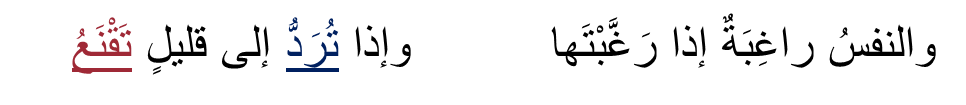 والنفسُ راغِبَةٌ إذا رَغَّبْتَها وإذا تُرَدُّ إلى قليلٍ تَقْنَعُ